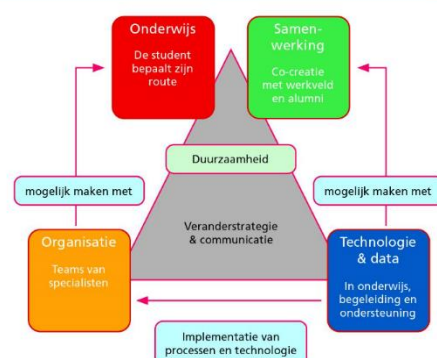 Onderwijs
De student
bepaalt zijn
route
Samen-
werking
Co-creatie
met werkveld
en alumni
Duurzaamheid
mogelijk maken met
mogelijk maken met
Veranderstrategie
& communicatie
Organisatie
Teams van
specialisten
Technologie
& data
In onderwijs,
begeleiding en
ondersteuning
Implementatie van
processen en technologie